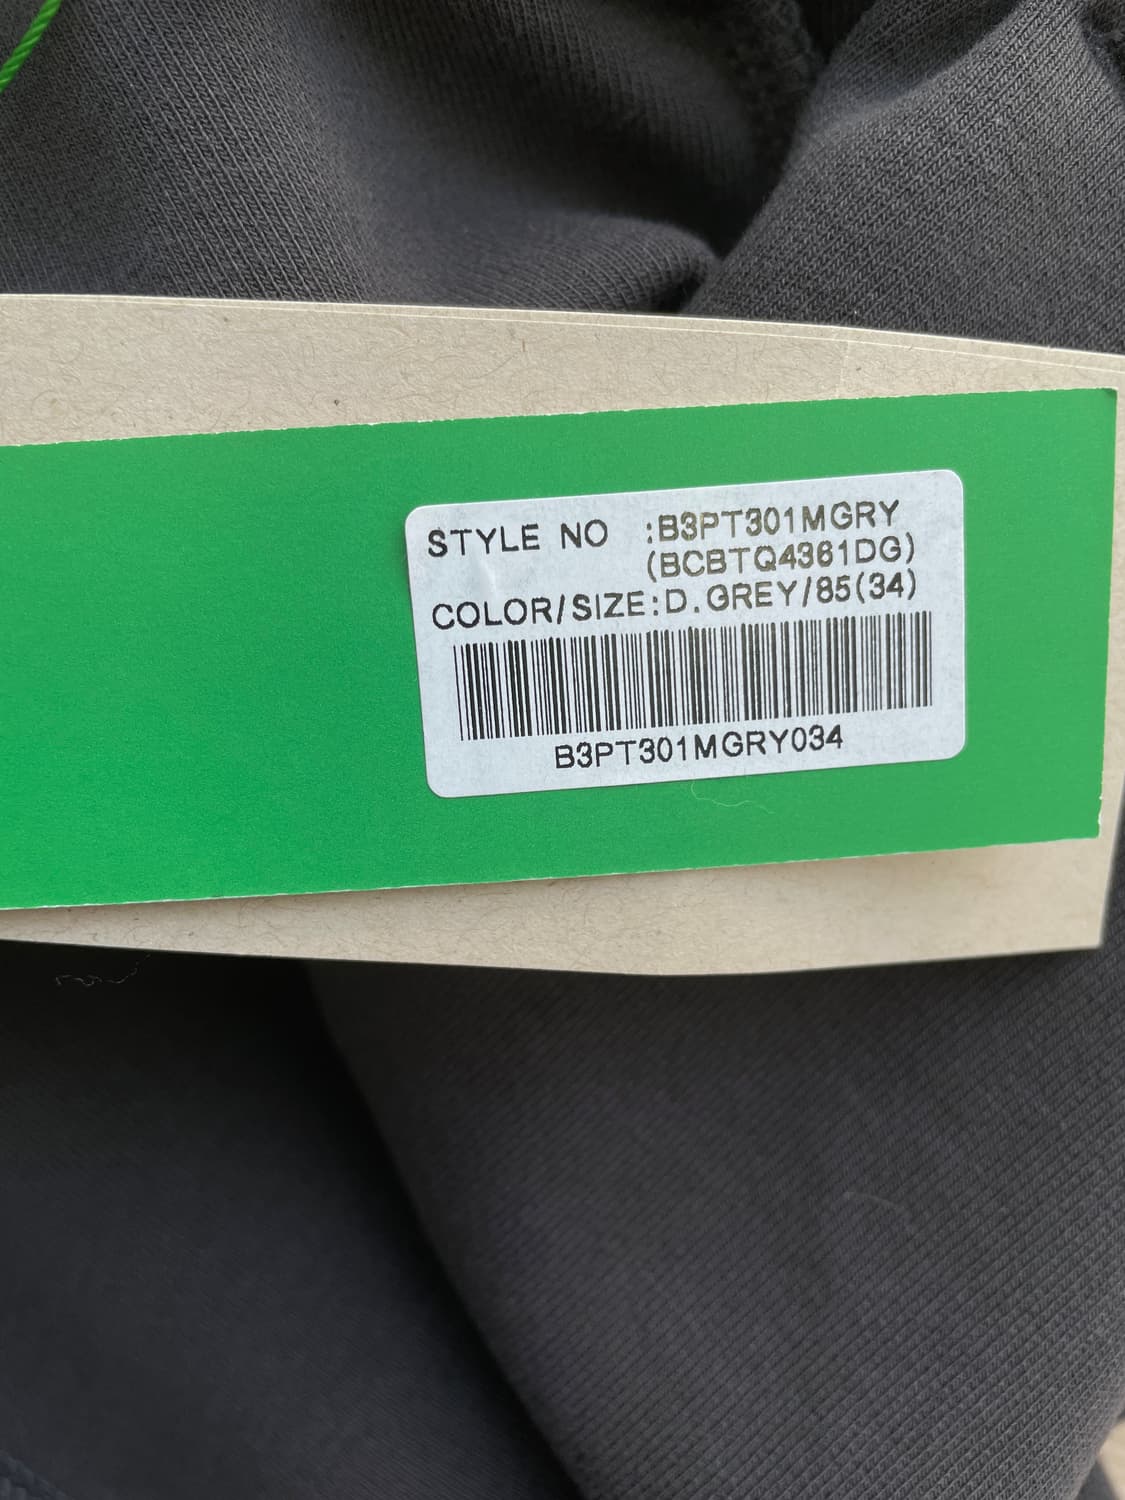 STYLE NO :B3PT301MGRY
(BCBTQ4361DG)
COLOR/SIZE:D.GREY/85(34)
B3PT301MGRY034